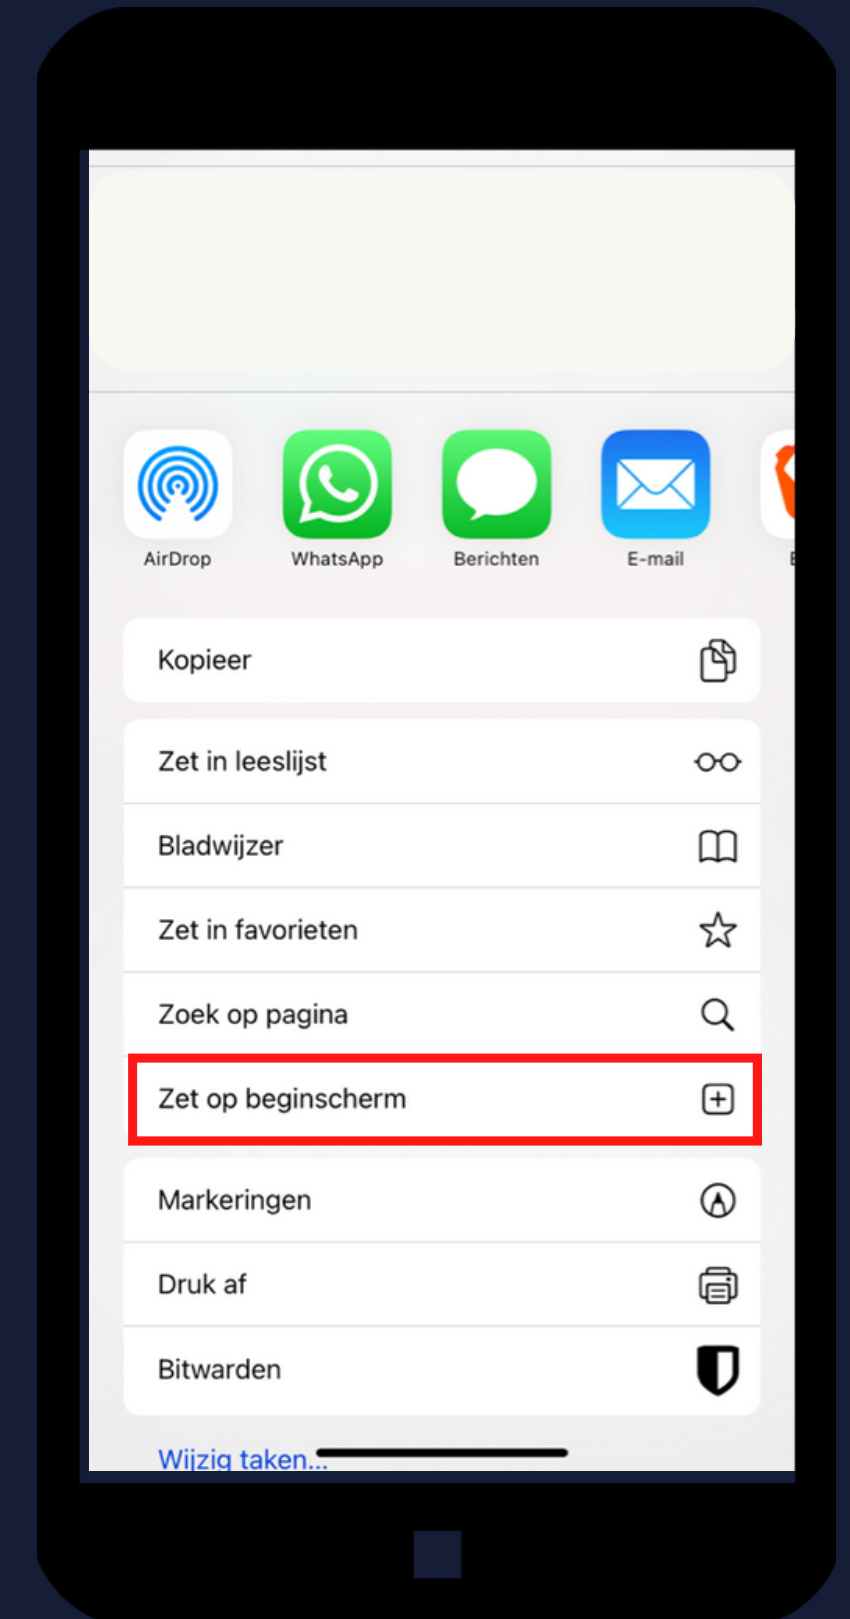 AirDrop
WhatsApp
Berichten
E-mail
Kopieer
Zet in leeslijst
Bladwijzer
Zet in favorieten
Zoek op pagina
Zet op beginscherm
Markeringen
Druk af
Bitwarden
Wijzig taken...